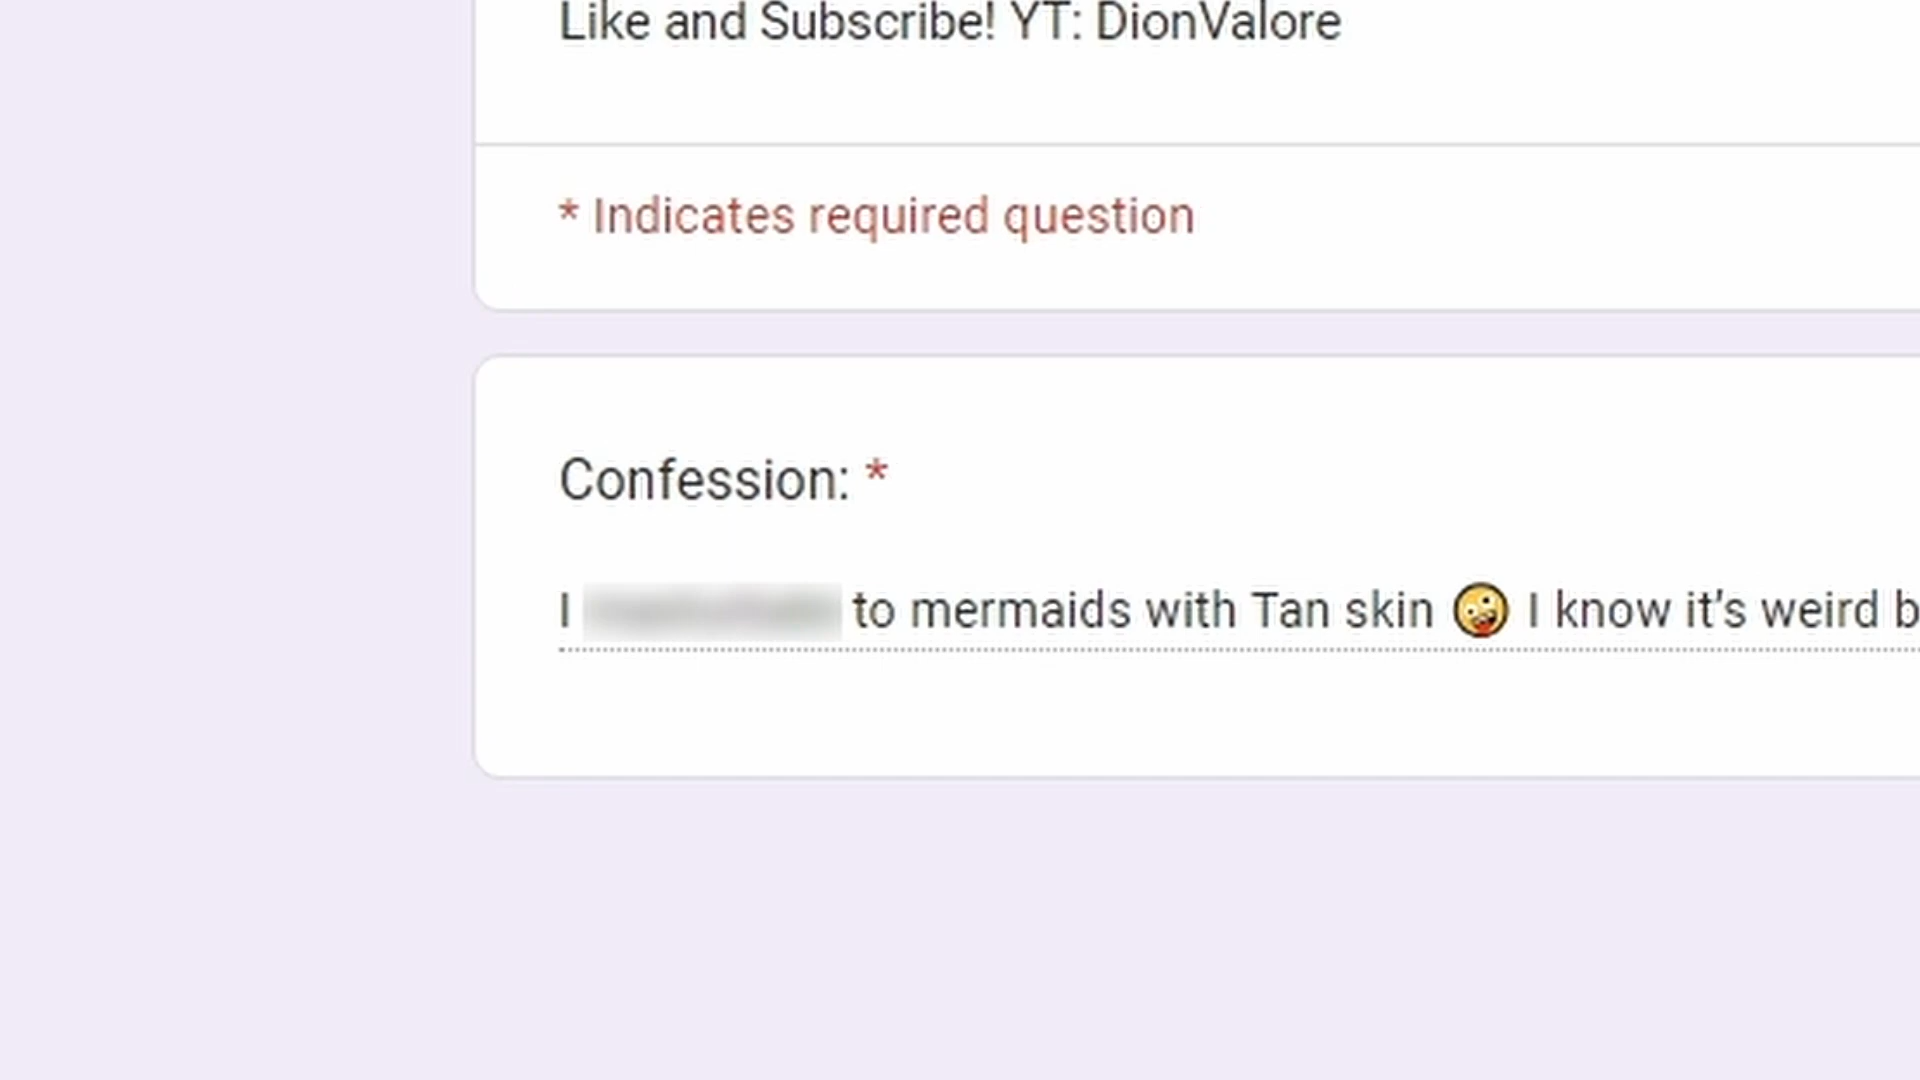 Like and Subscribe! YT: DionValore
* Indicates required question
Confession: *
I to mermaids with Tan skin 🤪 I know it's weird b